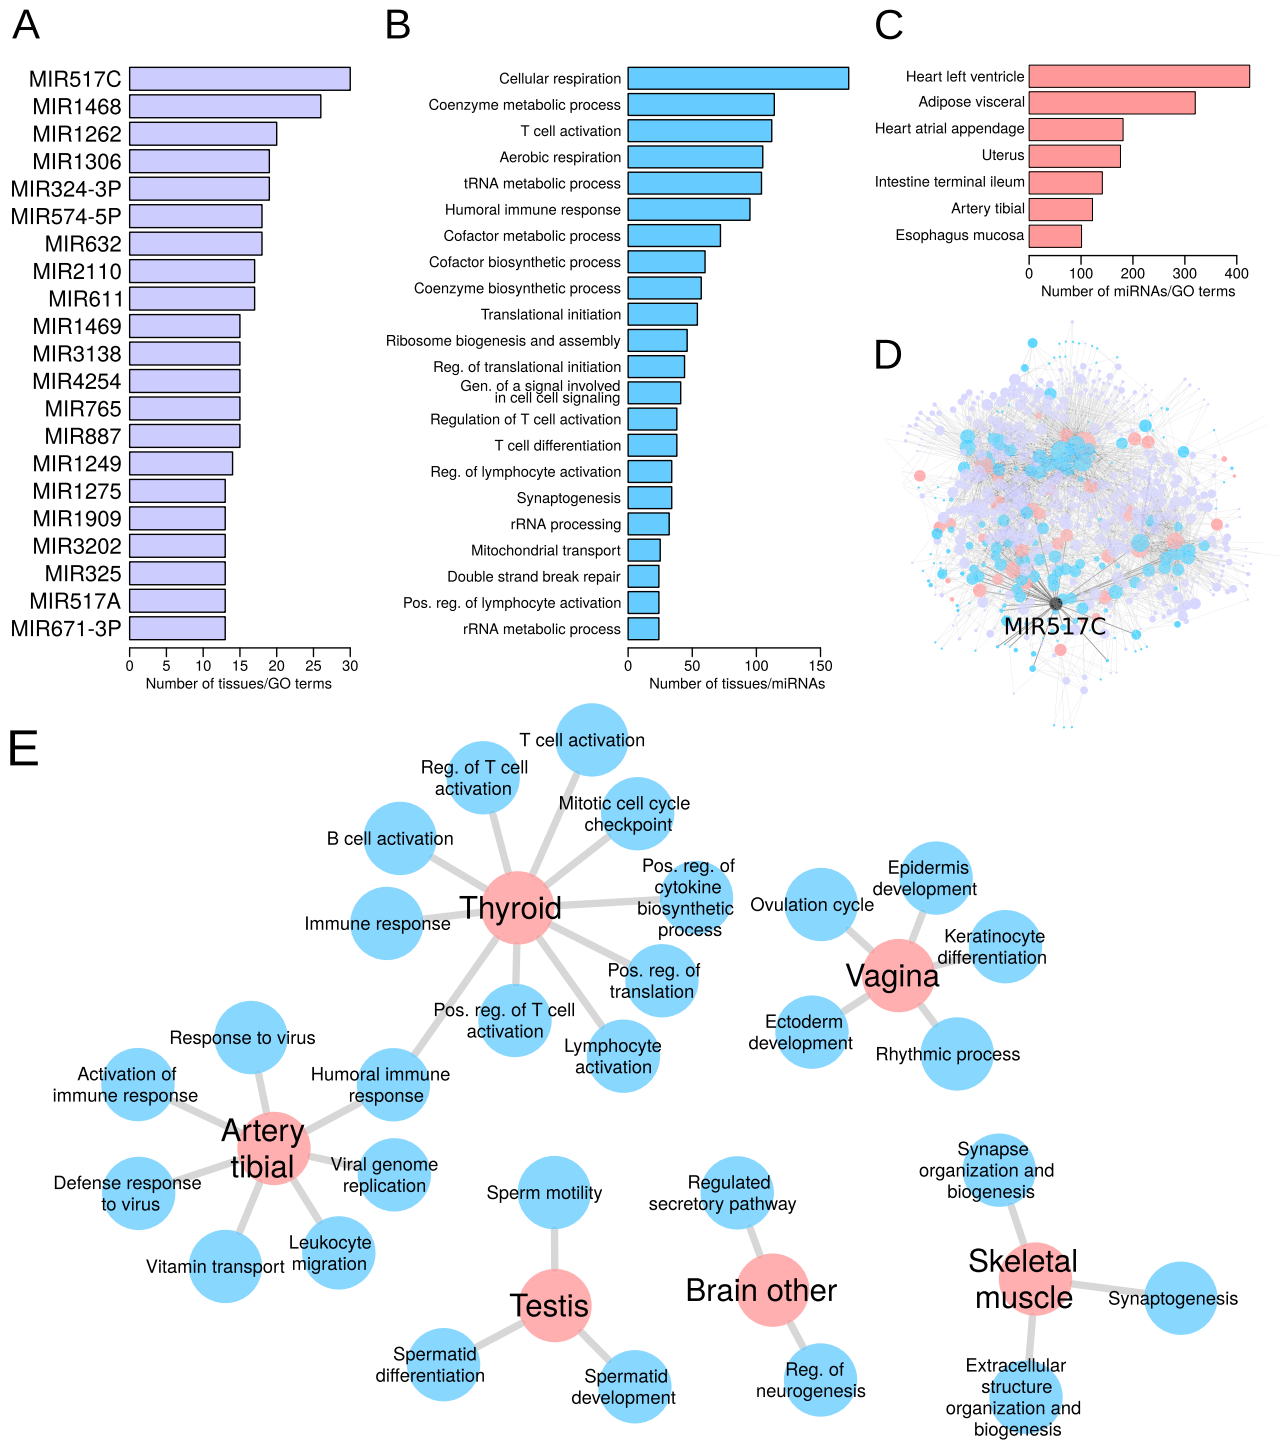 A
MIR517C
MIR1468
MIR1262
MIR1306
MIR324-3P
MIR574-5P
MIR632
MIR2110
MIR611
MIR1469
MIR3138
MIR4254
MIR765
MIR887
MIR1249
MIR1275
MIR1909
MIR3202
MIR325
MIR517A
MIR671-3P
0 5 10 15 20 25 30
Number of tissues/GO terms
B
Cellular respiration
Coenzyme metabolic process
T cell activation
Aerobic respiration
tRNA metabolic process
Humoral immune response
Cofactor metabolic process
Cofactor biosynthetic process
Coenzyme biosynthetic process
Translational initiation
Ribosome biogenesis and assembly
Reg. of translational initiation
Gen. of a signal involved
in cell cell signaling
Regulation of T cell activation
T cell differentiation
Reg. of lymphocyte activation
Synaptogenesis
rRNA processing
Mitochondrial transport
Double strand break repair
Pos. reg. of lymphocyte activation
rRNA metabolic process
0 50 100 150
Number of tissues/miRNAs
C
Heart left ventricle
Adipose visceral
Heart atrial appendage
Uterus
Intestine terminal ileum
Artery tibial
Esophagus mucosa
0 100 200 300 400
Number of miRNAs/GO terms
D
MIR517C
E
T cell activation
Reg. of T cell
activation
Mitotic cell cycle
checkpoint
B cell activation
Pos. reg. of
cytokine
biosynthetic
process
Thyroid
Immune response
Pos. reg. of
translation
Pos. reg. of T cell
activation
Lymphocyte
activation
Humoral immune
response
Epidermis
development
Ovulation cycle
Keratinocyte
differentiation
Vagina
Ectoderm
development
Rhythmic process
Response to virus
Activation of
immune response
Artery
tibial
Viral genome
replication
Defense response
to virus
Leukocyte
migration
Vitamin transport
Sperm motility
Testis
Spermatid
differentiation
Spermatid
development
Regulated
secretory pathway
Brain other
Reg. of
neurogenesis
Synapse
organization and
biogenesis
Skeletal
muscle
Synaptogenesis
Extracellular
structure
organization and
biogenesis